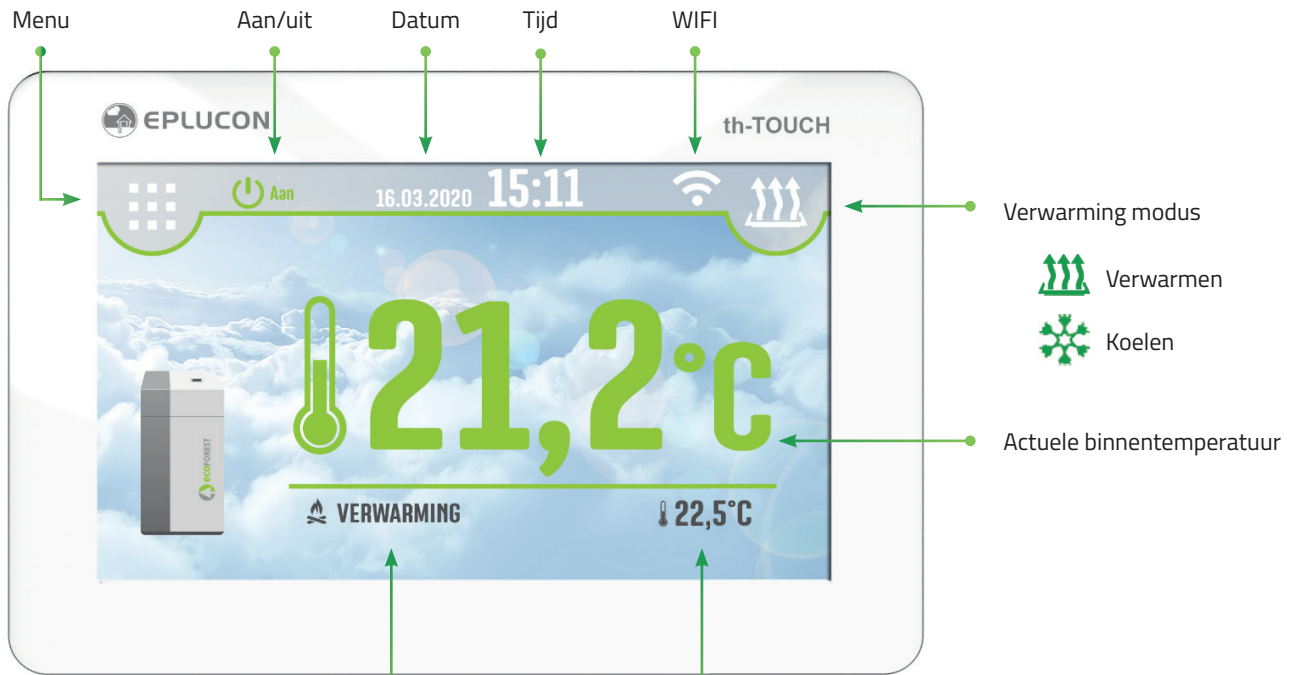 Menu
Aan/uit
Datum
Tijd
WIFI
EPLUCON
th-TOUCH
Aan
16.03.2020
15:11
Verwarming modus
Verwarmen
Koelen
21,2°C
Actuele binnentemperatuur
ecoFOREST
VERWARMING
22,5°C